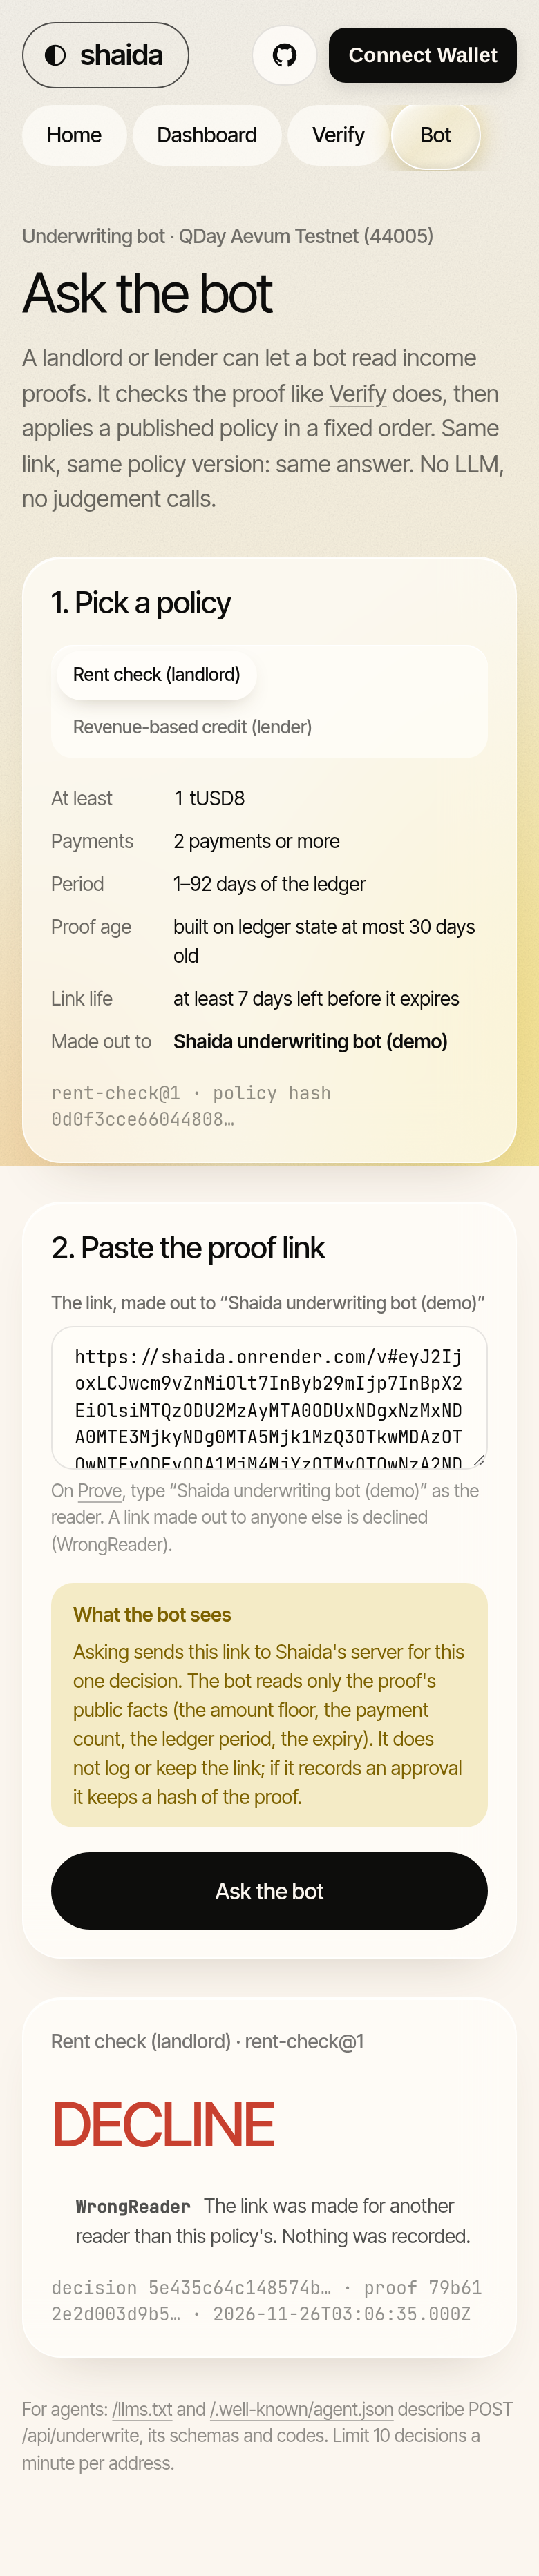 shaida
Connect Wallet
Home
Dashboard
Verify
Bot
Underwriting bot · QDay Aevum Testnet (44005)
Ask the bot
A landlord or lender can let a bot read income
proofs. It checks the proof like Verify does, then
applies a published policy in a fixed order. Same
link, same policy version: same answer. No LLM,
no judgement calls.
1. Pick a policy
Rent check (landlord)
Revenue-based credit (lender)
At least 1 tUSD8
Payments 2 payments or more
Period 1–92 days of the ledger
Proof age built on ledger state at most 30 days
old
Link life at least 7 days left before it expires
Made out to Shaida underwriting bot (demo)
rent-check@1 · policy hash
0d0f3cce66044808…
2. Paste the proof link
The link, made out to “Shaida underwriting bot (demo)”
https://shaida.onrender.com/v#eyJ2Ij
oxLCJwcm9vZnMiOlt7InByb29mIjp7InBpX2
EiOlsiMTQzODU2MzAyMTA0ODUxNDgxNzMxND
A0MTE3MjkyNDg0MTA5Mjk1MzQ3OTkwMDAzOT
On Prove, type “Shaida underwriting bot (demo)” as the
reader. A link made out to anyone else is declined
(WrongReader).
What the bot sees
Asking sends this link to Shaida's server for this
one decision. The bot reads only the proof's
public facts (the amount floor, the payment
count, the ledger period, the expiry). It does
not log or keep the link; if it records an approval
it keeps a hash of the proof.
Ask the bot
Rent check (landlord) · rent-check@1
DECLINE
WrongReader The link was made for another
reader than this policy's. Nothing was recorded.
decision 5e435c64c148574b… · proof 79b61
2e2d003d9b5… · 2026-11-26T03:06:35.000Z
For agents: /llms.txt and /.well-known/agent.json describe POST
/api/underwrite, its schemas and codes. Limit 10 decisions a
minute per address.